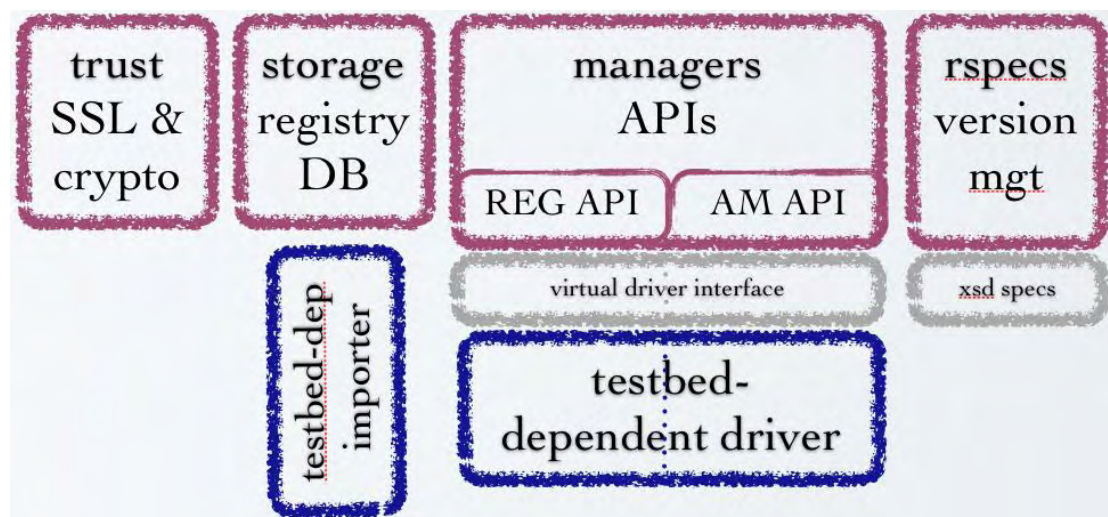 trust
SSL &
crypto
storage
registry
DB
managers
APIs
REG API
AM API
rspecs
version
mgt
virtual driver interface
xsd specs
testbed-dep
importer
testbed-
dependent driver